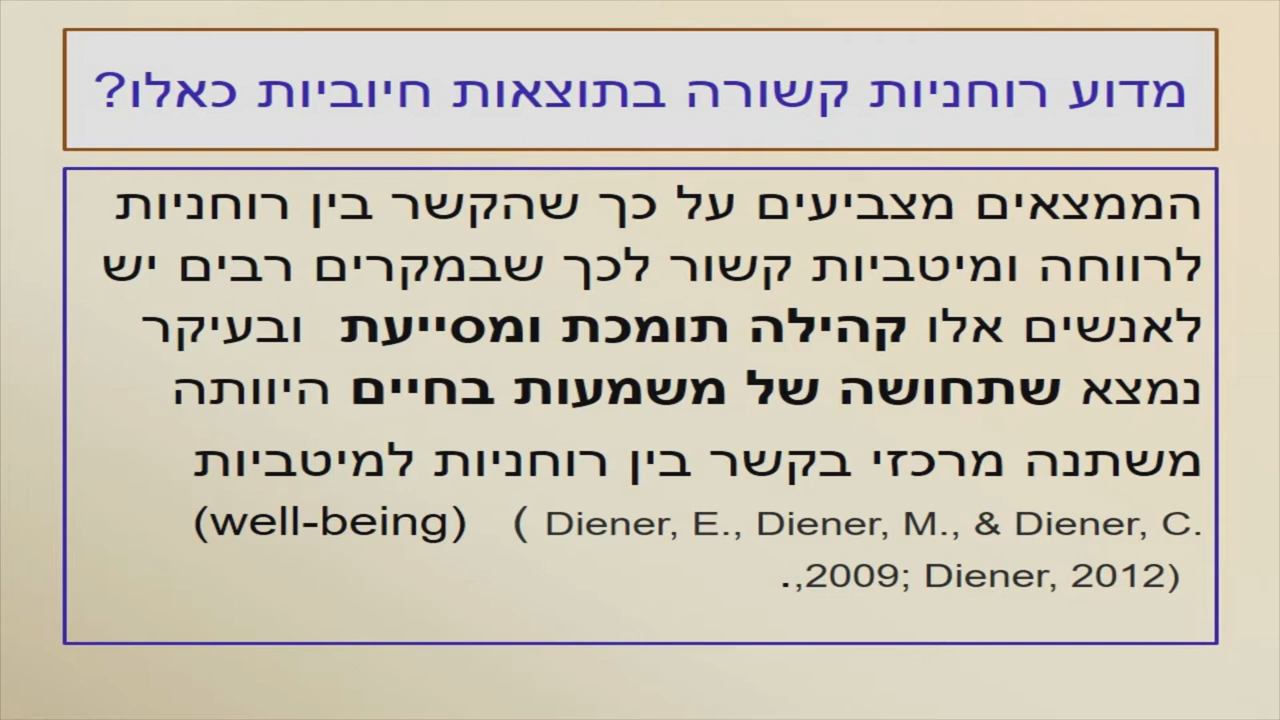 מדוע רוחניות קשורה בתוצאות חיוביות כאלו?
הממצאים מצביעים על כך שהקשר בין רוחניות
לרווחה ומיטביות קשור לכך שבמקרים רבים יש
לאנשים אלו קהילה תומכת ומסייעת ובעיקר
נמצא שתחושה של משמעות בחיים היוותה
משתנה מרכזי בקשר בין רוחניות למיטביות
(well-being) ( Diener, E., Diener, M., & Diener, C.
.,2009; Diener, 2012)